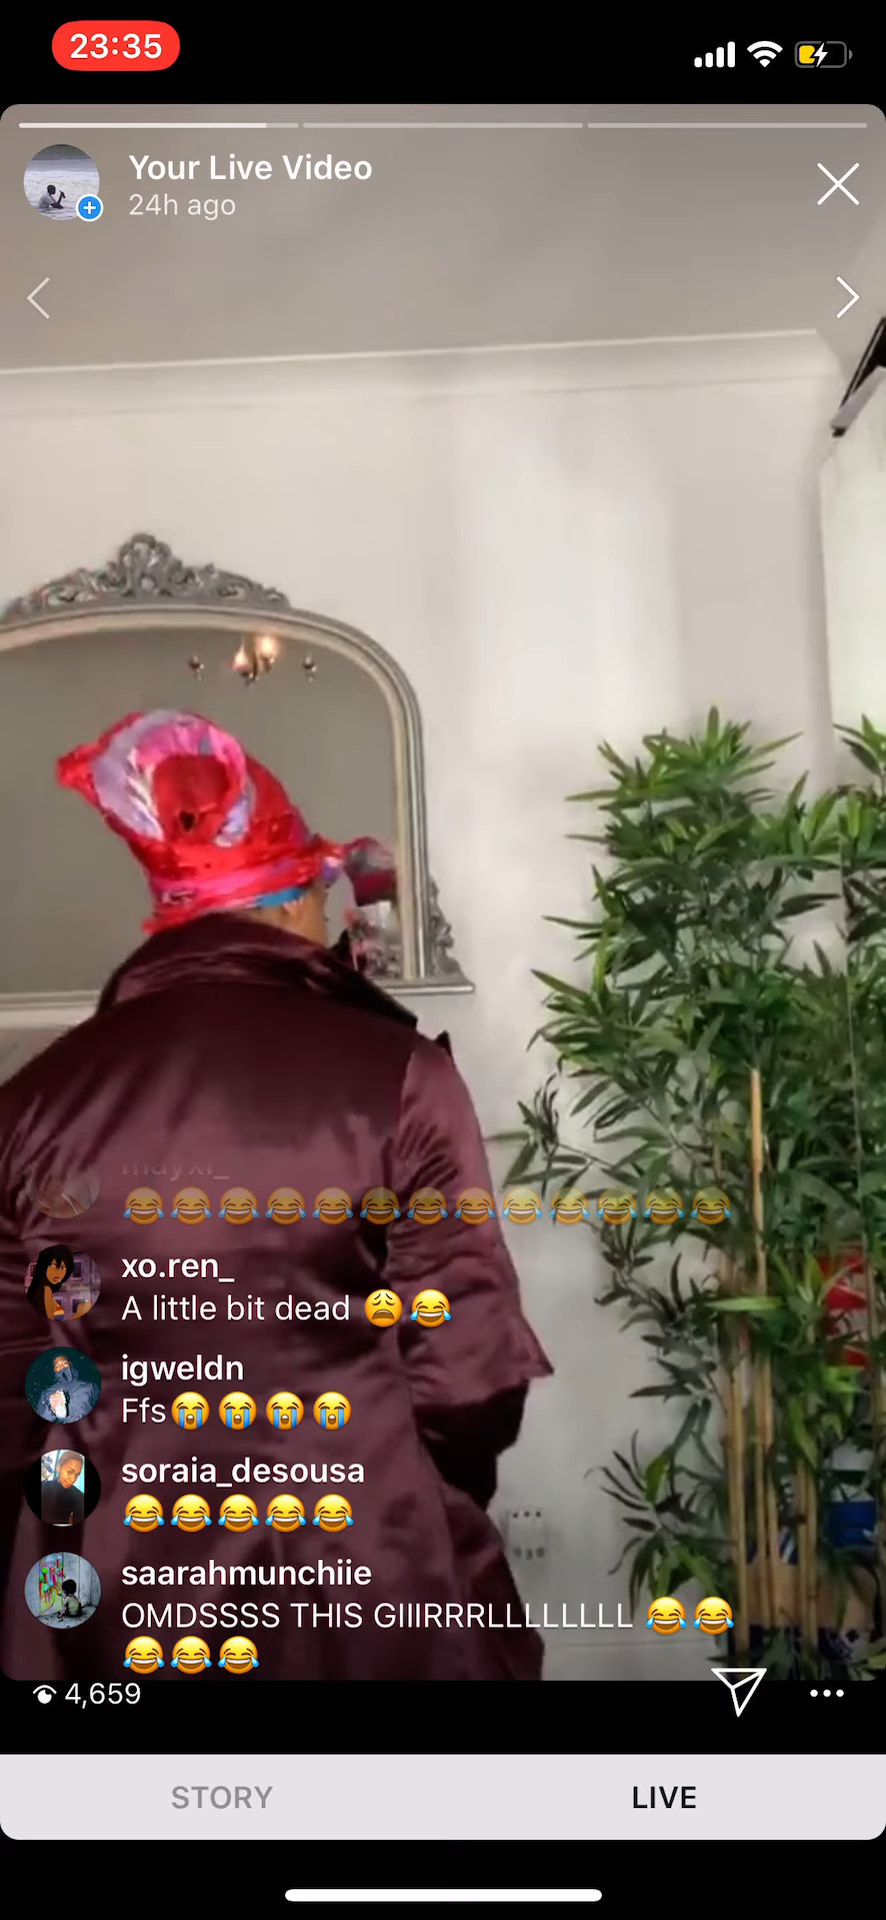 23:35
Your Live Video
24h ago
mayxi_
😂😂😂😂😂😂😂😂😂😂😂😂😂
xo.ren_
A little bit dead 😩😂
igweldn
Ffs😭😭😭😭
soraia_desousa
😂😂😂😂😂
saarahmunchiie
OMDSSSS THIS GIIIRRRLLLLLLLL 😂😂
😂😂😂
4,659
STORY
LIVE